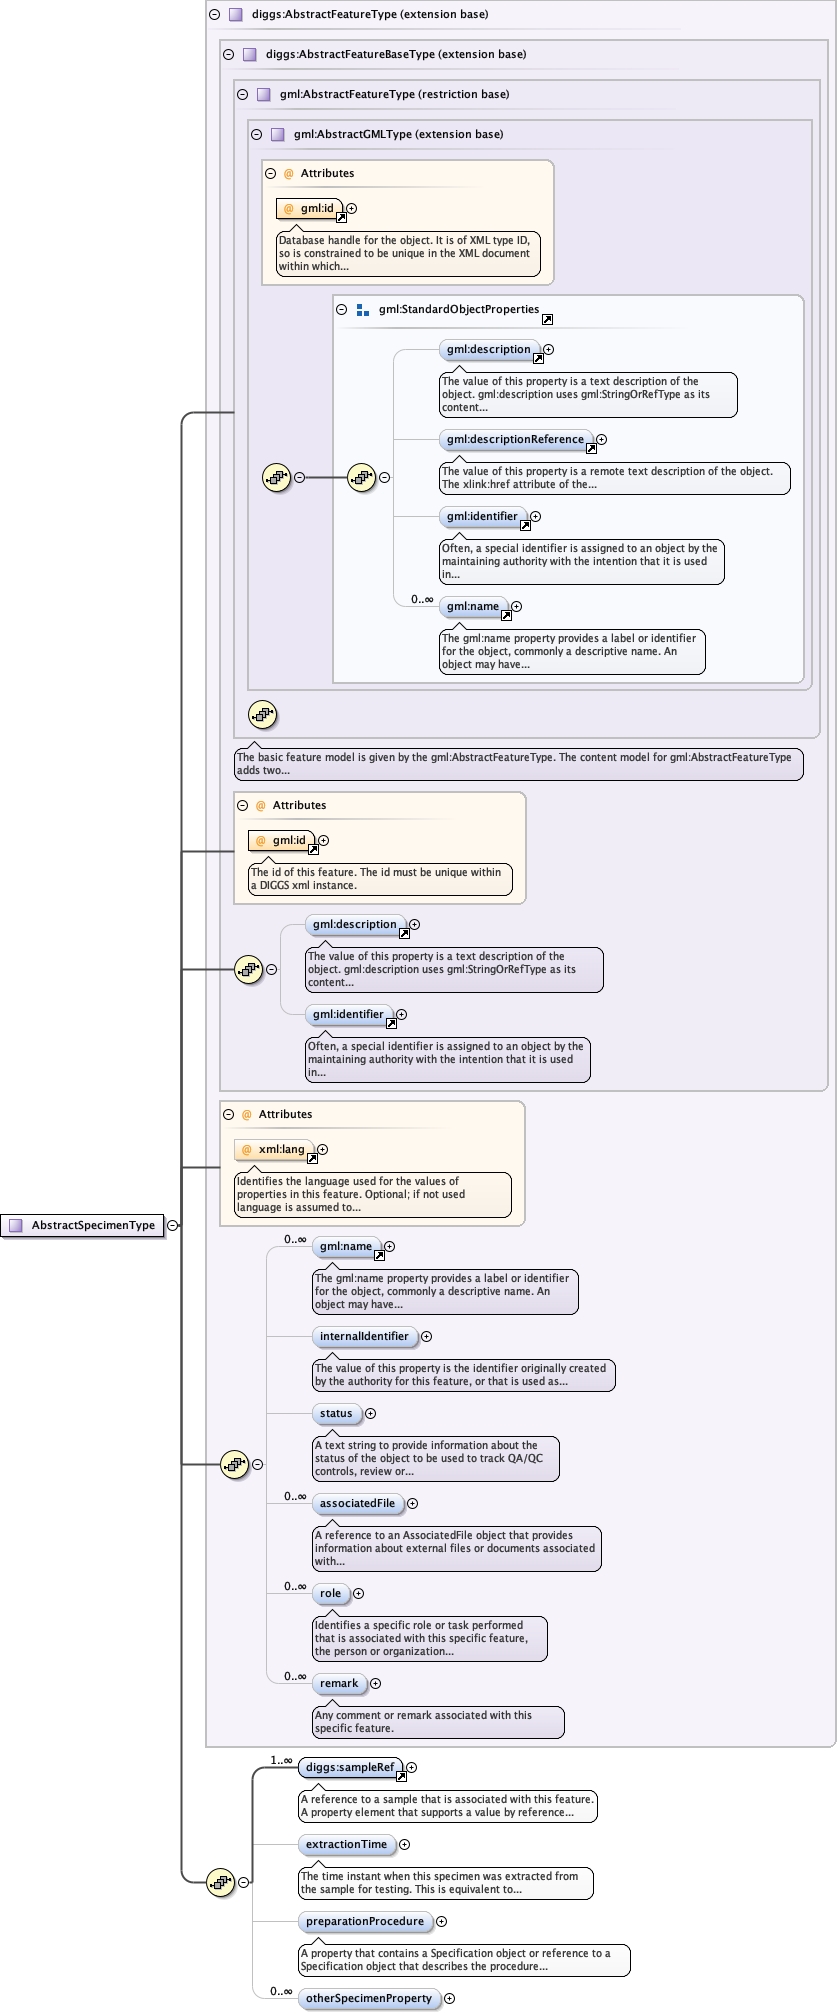 diggs:AbstractFeatureType (extension base)
diggs:AbstractFeatureBaseType (extension base)
gml:AbstractFeatureType (restriction base)
gml:AbstractGMLType (extension base)
@ Attributes
@ gml:id
Database handle for the object. It is of XML type ID,
so is constrained to be unique in the XML document
within which...
gml:StandardObjectProperties
gml:description
The value of this property is a text description of the
object. gml:description uses gml:StringOrRefType as its
content...
gml:descriptionReference
The value of this property is a remote text description of the object.
The xlink:href attribute of the...
gml:identifier
Often, a special identifier is assigned to an object by the
maintaining authority with the intention that it is used
in...
0..∞
gml:name
The gml:name property provides a label or identifier
for the object, commonly a descriptive name. An
object may have...
The basic feature model is given by the gml:AbstractFeatureType. The content model for gml:AbstractFeatureType
adds two...
@ Attributes
@ gml:id
The id of this feature. The id must be unique within
a DIGGS xml instance.
gml:description
The value of this property is a text description of the
object. gml:description uses gml:StringOrRefType as its
content...
gml:identifier
Often, a special identifier is assigned to an object by the
maintaining authority with the intention that it is used
in...
@ Attributes
@ xml:lang
Identifies the language used for the values of
properties in this feature. Optional; if not used
language is assumed to...
AbstractSpecimenType
0..∞
gml:name
The gml:name property provides a label or identifier
for the object, commonly a descriptive name. An
object may have...
internalIdentifier
The value of this property is the identifier originally created
by the authority for this feature, or that is used as...
status
A text string to provide information about the
status of the object to be used to track QA/QC
controls, review or...
0..∞
associatedFile
A reference to an AssociatedFile object that provides
information about external files or documents associated
with...
0..∞
role
Identifies a specific role or task performed
that is associated with this specific feature,
the person or organization...
0..∞
remark
Any comment or remark associated with this
specific feature.
1..∞
diggs:sampleRef
A reference to a sample that is associated with this feature.
A property element that supports a value by reference...
extractionTime
The time instant when this specimen was extracted from
the sample for testing. This is equivalent to...
preparationProcedure
A property that contains a Specification object or reference to a
Specification object that describes the procedure...
0..∞
otherSpecimenProperty